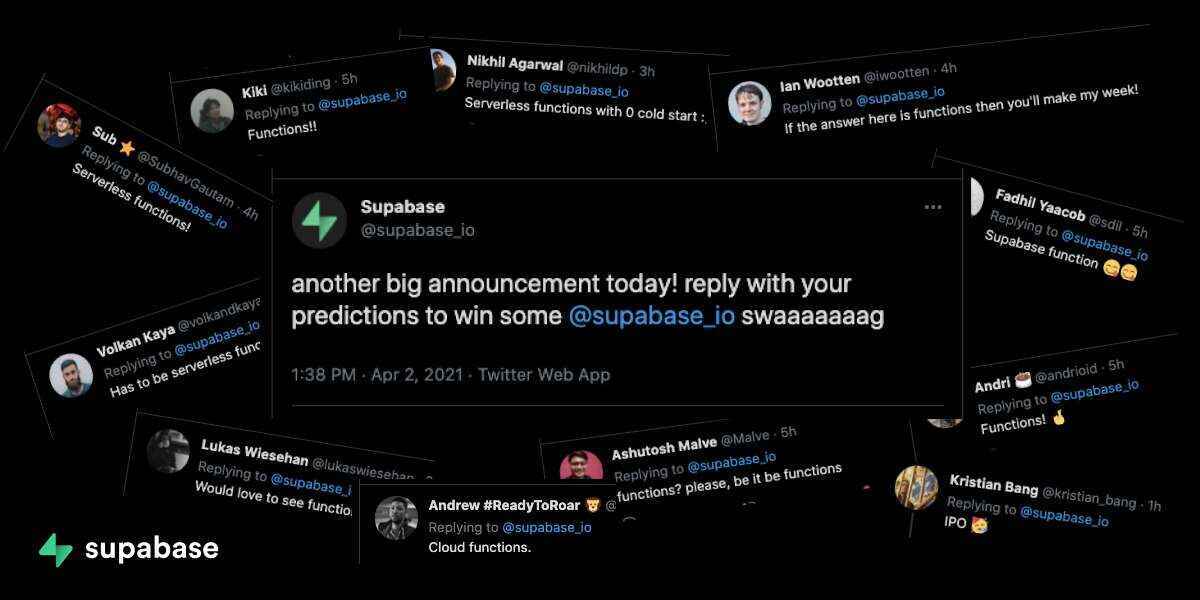 Kiki @kikiding · 5h
Replying to @supabase_io
Functions!!
Nikhil Agarwal @nikhildp · 3h
Replying to @supabase_io
Serverless functions with 0 cold start :
Ian Wootten @iwootten · 4h
Replying to @supabase_io
If the answer here is functions then you'll make my week!
Sub ⭐ @SubhavGautam · 4h
Replying to @supabase_io
Serverless functions!
Supabase
@supabase_io
another big announcement today! reply with your
predictions to win some @supabase_io swaaaaaaag
1:38 PM · Apr 2, 2021 · Twitter Web App
Fadhil Yaacob @sdil · 5h
Replying to @supabase_io
Supabase function 😋😋
Volkan Kaya @volkandkaya
Replying to @supabase_io
Has to be serverless func
Andri @andrioid · 5h
Replying to @supabase_io
Functions! 🤞
Lukas Wiesehan @lukaswiesehan
Replying to @supabase_i
Would love to see functio
Ashutosh Malve @Malve · 5h
Replying to @supabase_io
functions? please, be it be functions
Andrew #ReadyToRoar 🦁 @
Replying to @supabase_io
Cloud functions.
Kristian Bang @kristian_bang · 1h
Replying to @supabase_io
IPO 🥳
supabase